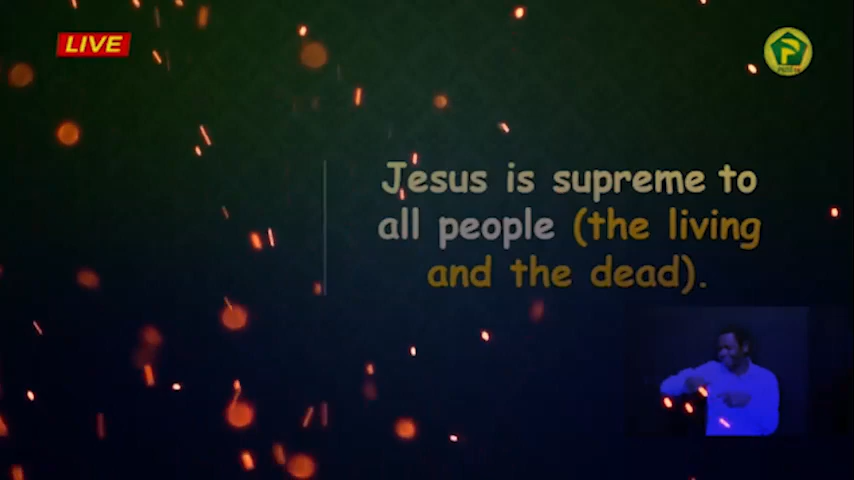 LIVE
Jesus is supreme to
all people (the living
and the dead).